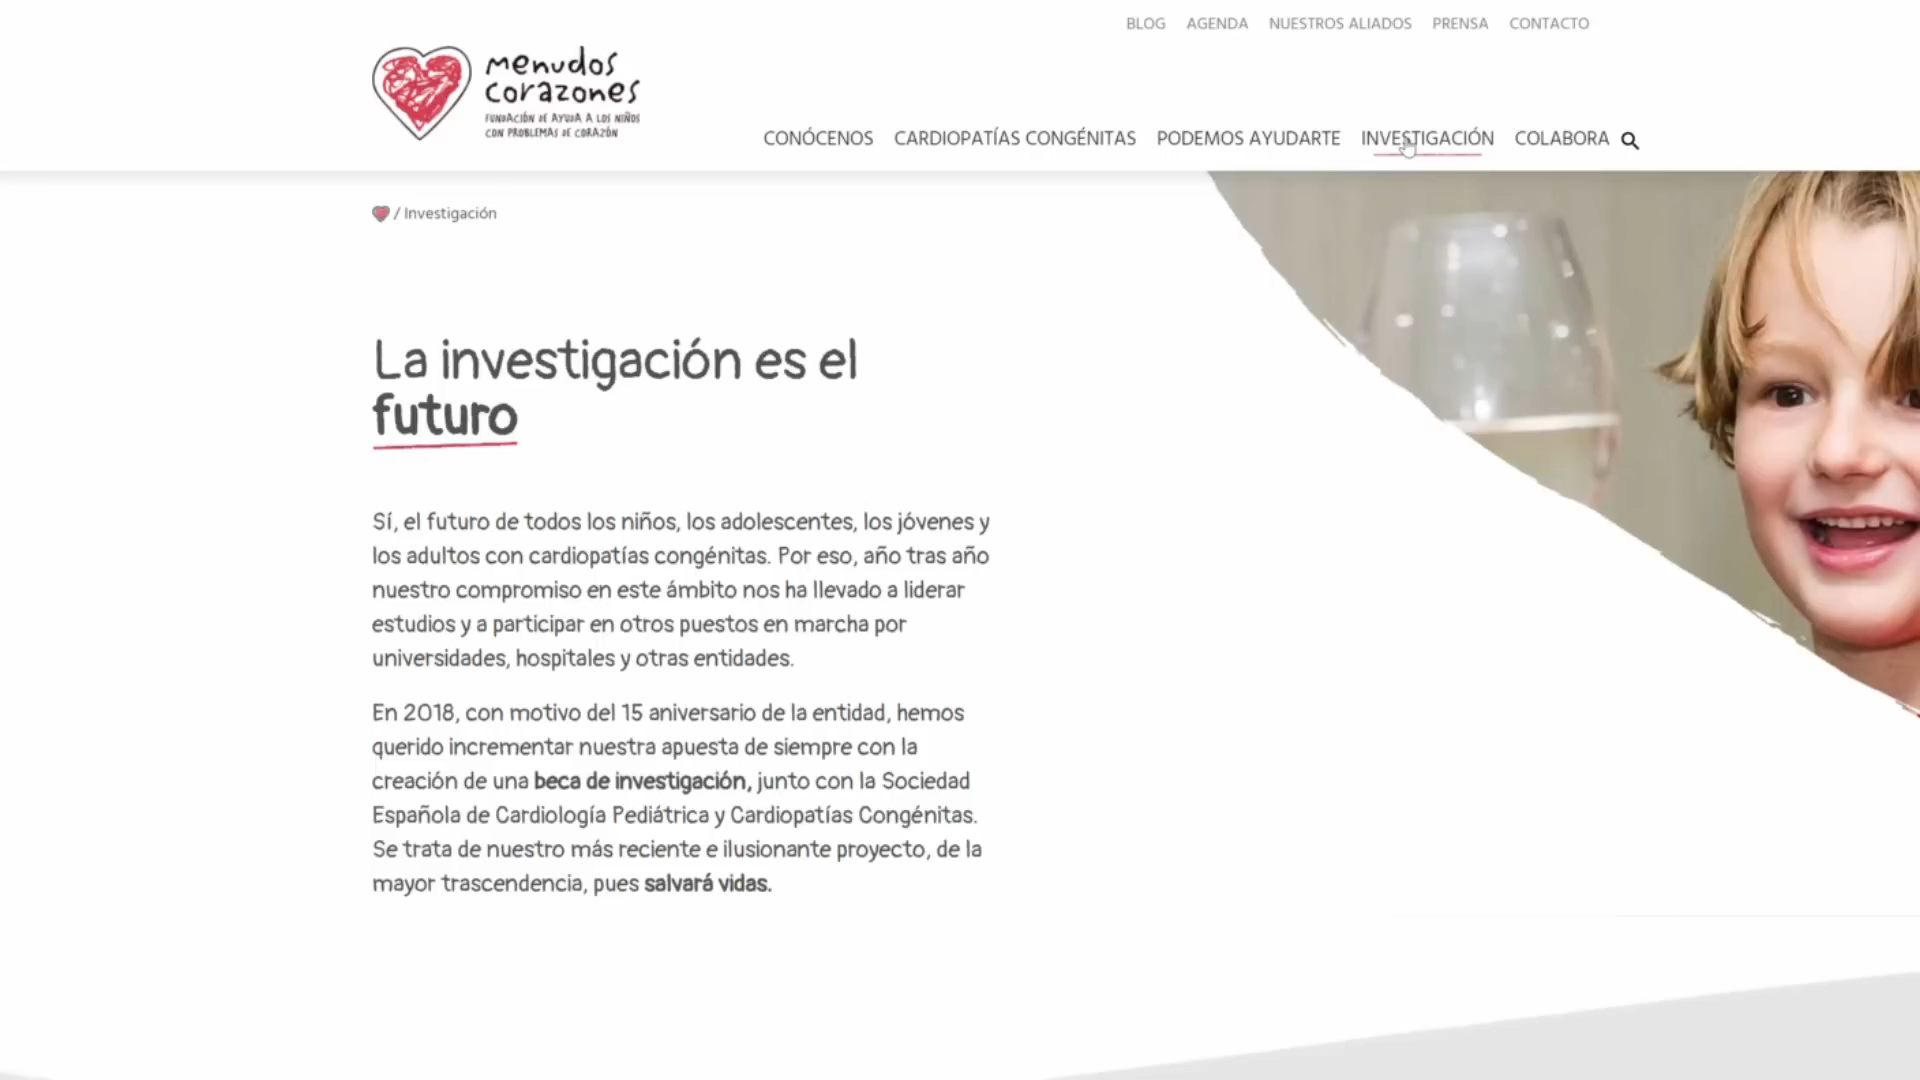 BLOG AGENDA NUESTROS ALIADOS PRENSA CONTACTO
menudos
corazones
FUNDACIÓN DE AYUDA A LOS NIÑOS
CON PROBLEMAS DE CORAZÓN
CONÓCENOS CARDIOPATÍAS CONGÉNITAS PODEMOS AYUDARTE INVESTIGACIÓN COLABORA
/ Investigación
La investigación es el
futuro
Sí, el futuro de todos los niños, los adolescentes, los jóvenes y
los adultos con cardiopatías congénitas. Por eso, año tras año
nuestro compromiso en este ámbito nos ha llevado a liderar
estudios y a participar en otros puestos en marcha por
universidades, hospitales y otras entidades.
En 2018, con motivo del 15 aniversario de la entidad, hemos
querido incrementar nuestra apuesta de siempre con la
creación de una beca de investigación, junto con la Sociedad
Española de Cardiología Pediátrica y Cardiopatías Congénitas.
Se trata de nuestro más reciente e ilusionante proyecto, de la
mayor trascendencia, pues salvará vidas.